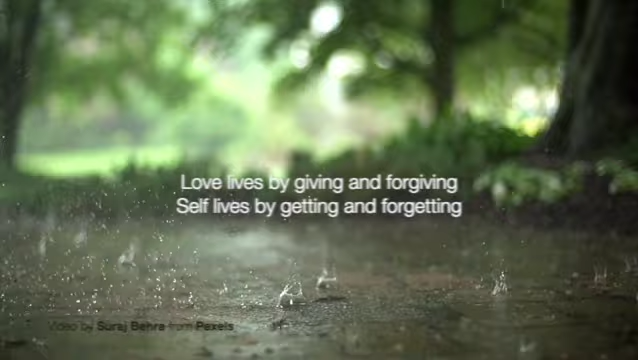 Love lives by giving and forgiving
Self lives by getting and forgetting
Video by Suraj Behra from Pexels